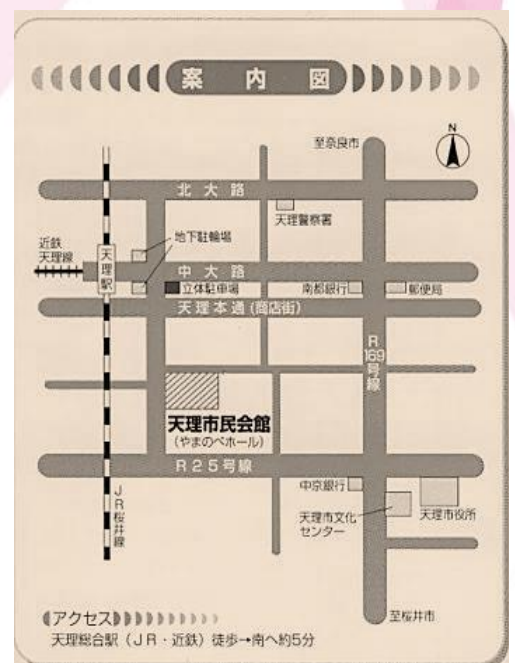 案内図
至奈良市
N
北大路
天理警察署
地下駐輪場
近鉄
天理線
天理駅
中大路
立体駐車場
南都銀行
郵便局
天理本通(商店街)
R169号線
天理市民会館
(やまのべホール)
R25号線
JR桜井線
中京銀行
天理市文化
センター
天理市役所
至桜井市
アクセス
天理総合駅(JR・近鉄)徒歩→南へ約5分